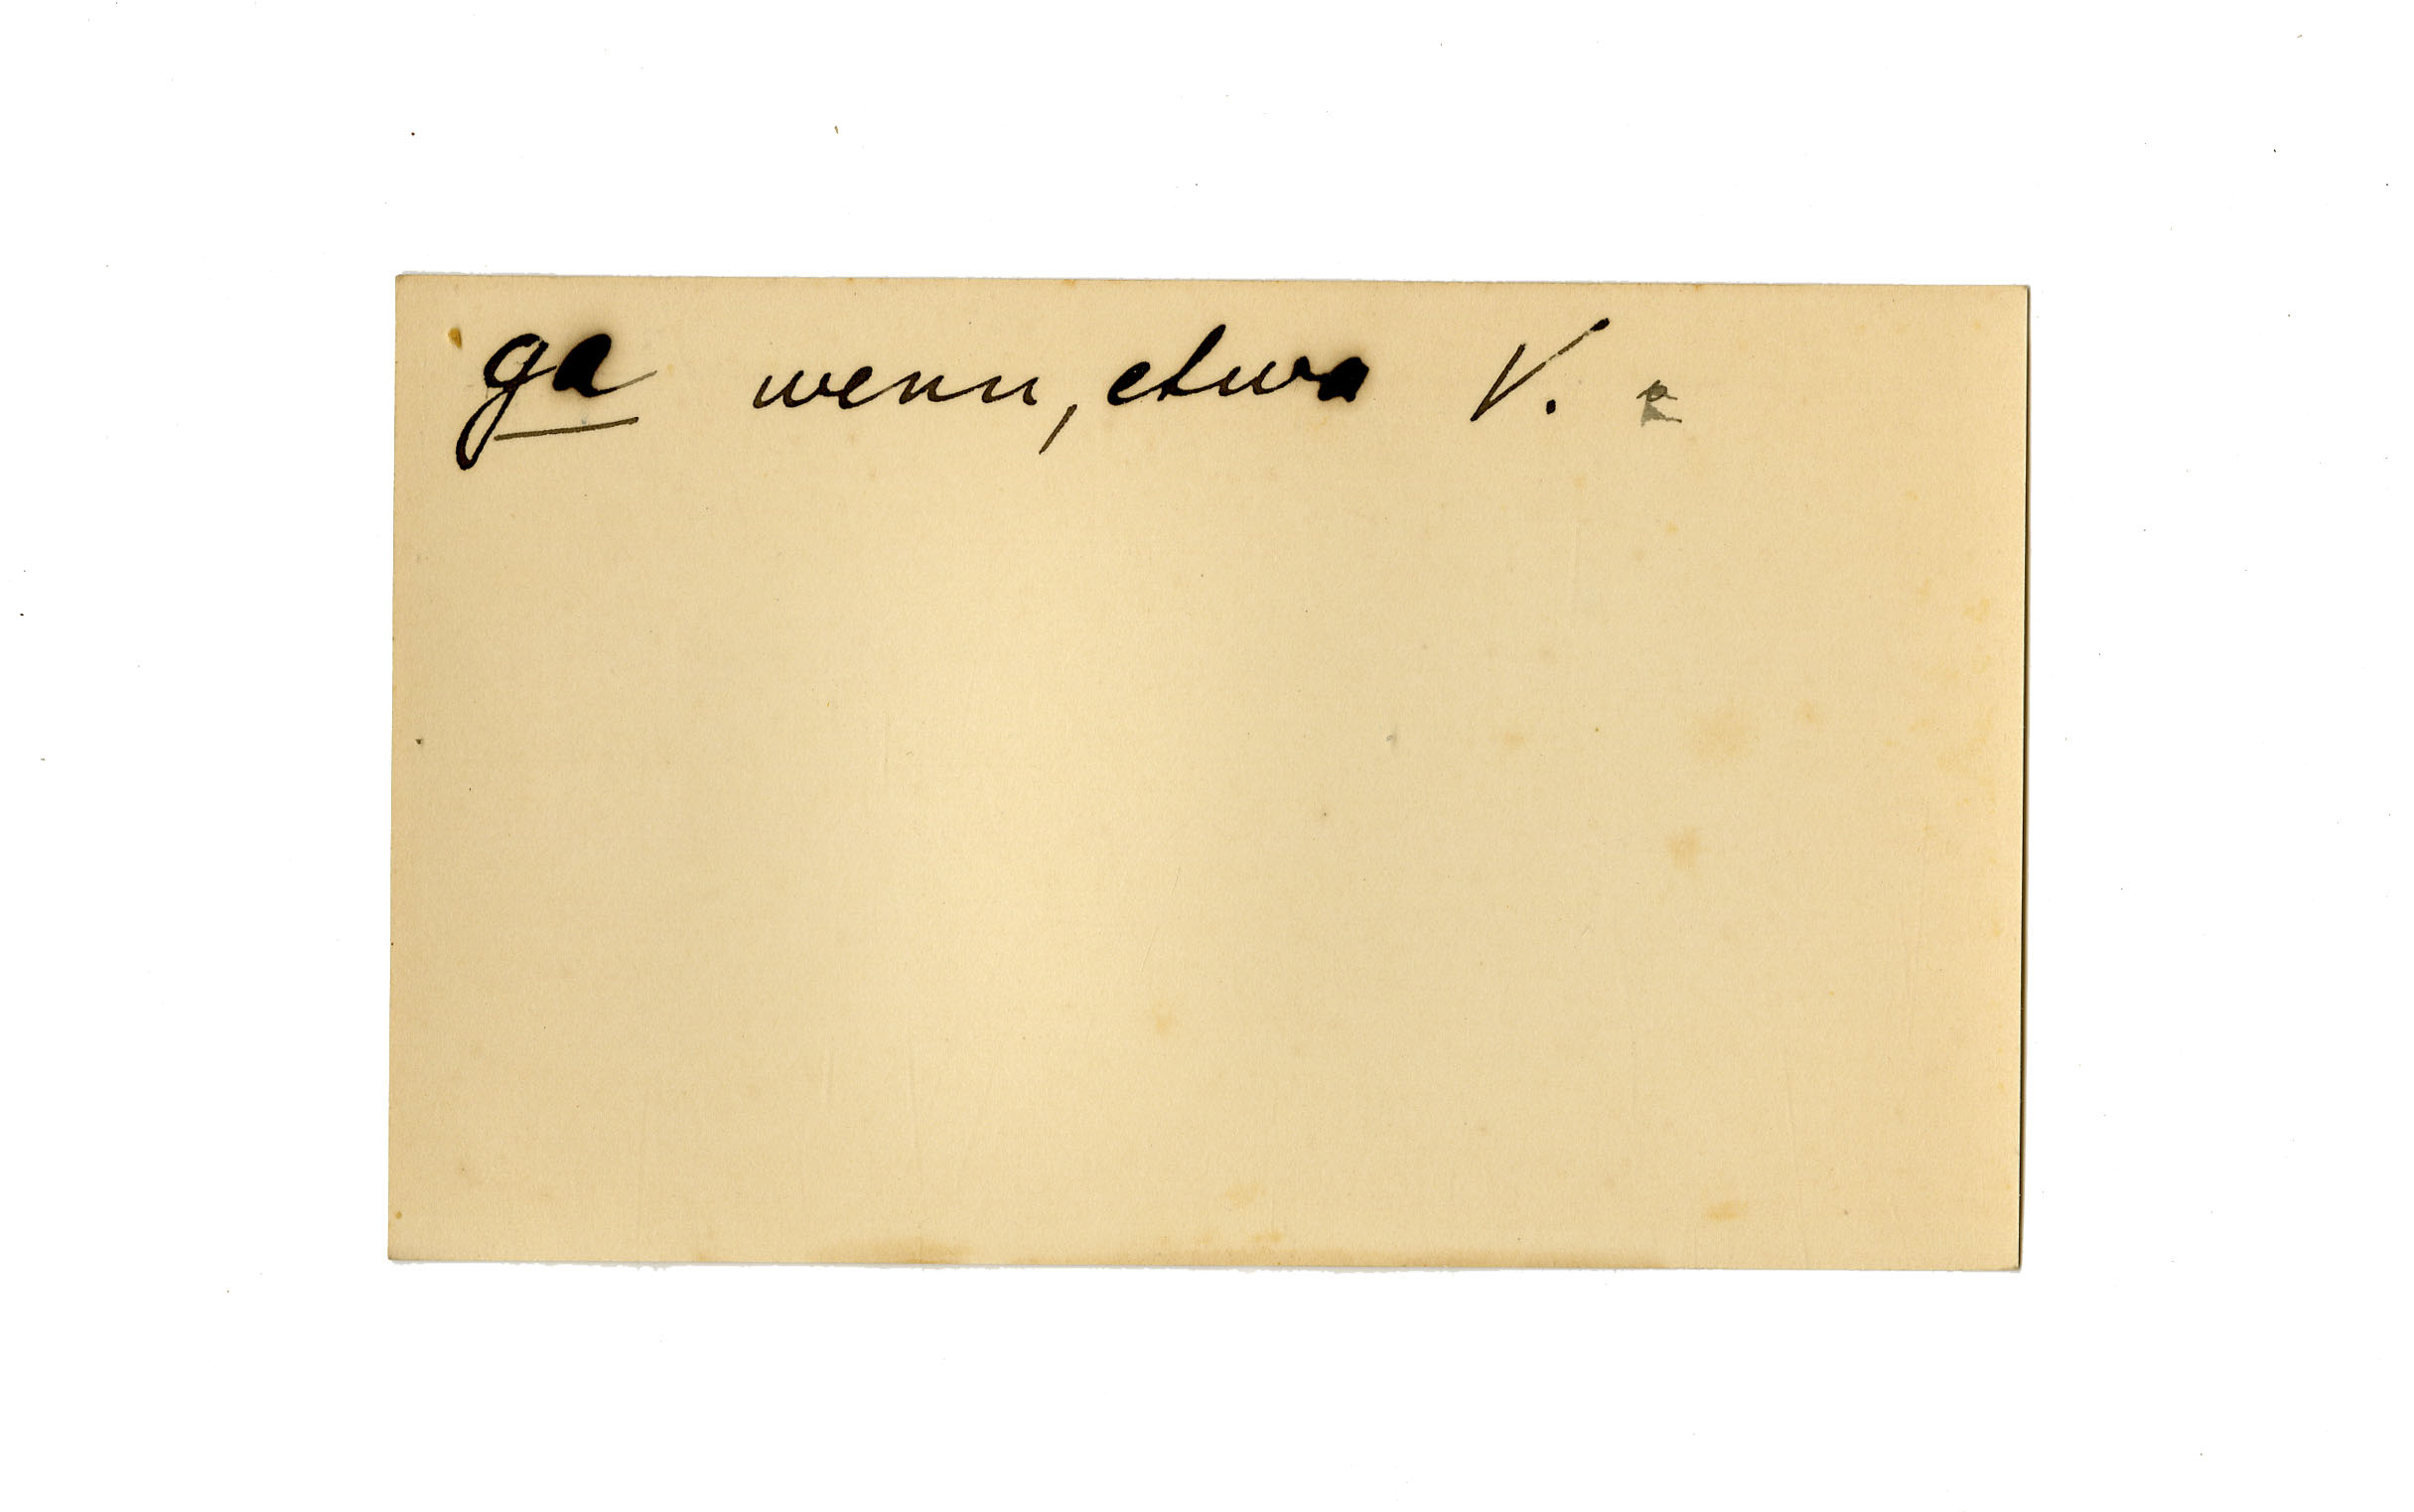 ga wenn, etwa V.